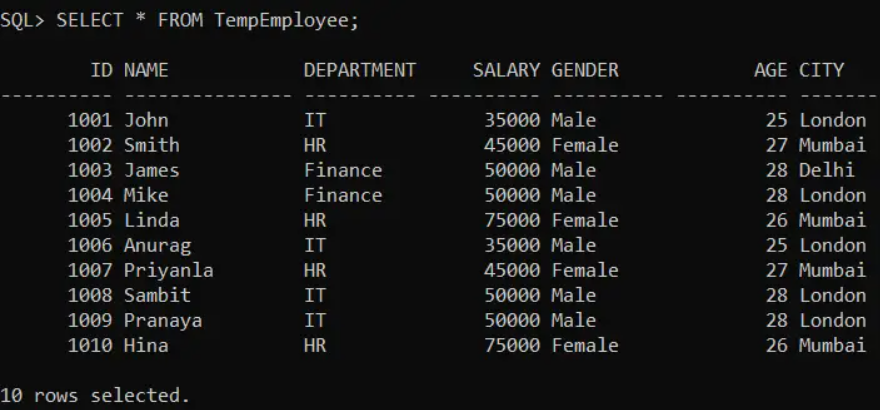 SQL> SELECT * FROM TempEmployee;
ID NAME DEPARTMENT SALARY GENDER AGE CITY
---------- --------------- ---------- ---------- ---------- ---------- -------
1001 John IT 35000 Male 25 London
1002 Smith HR 45000 Female 27 Mumbai
1003 James Finance 50000 Male 28 Delhi
1004 Mike Finance 50000 Male 28 London
1005 Linda HR 75000 Female 26 Mumbai
1006 Anurag IT 35000 Male 25 London
1007 Priyanla HR 45000 Female 27 Mumbai
1008 Sambit IT 50000 Male 28 London
1009 Pranaya IT 50000 Male 28 London
1010 Hina HR 75000 Female 26 Mumbai
10 rows selected.